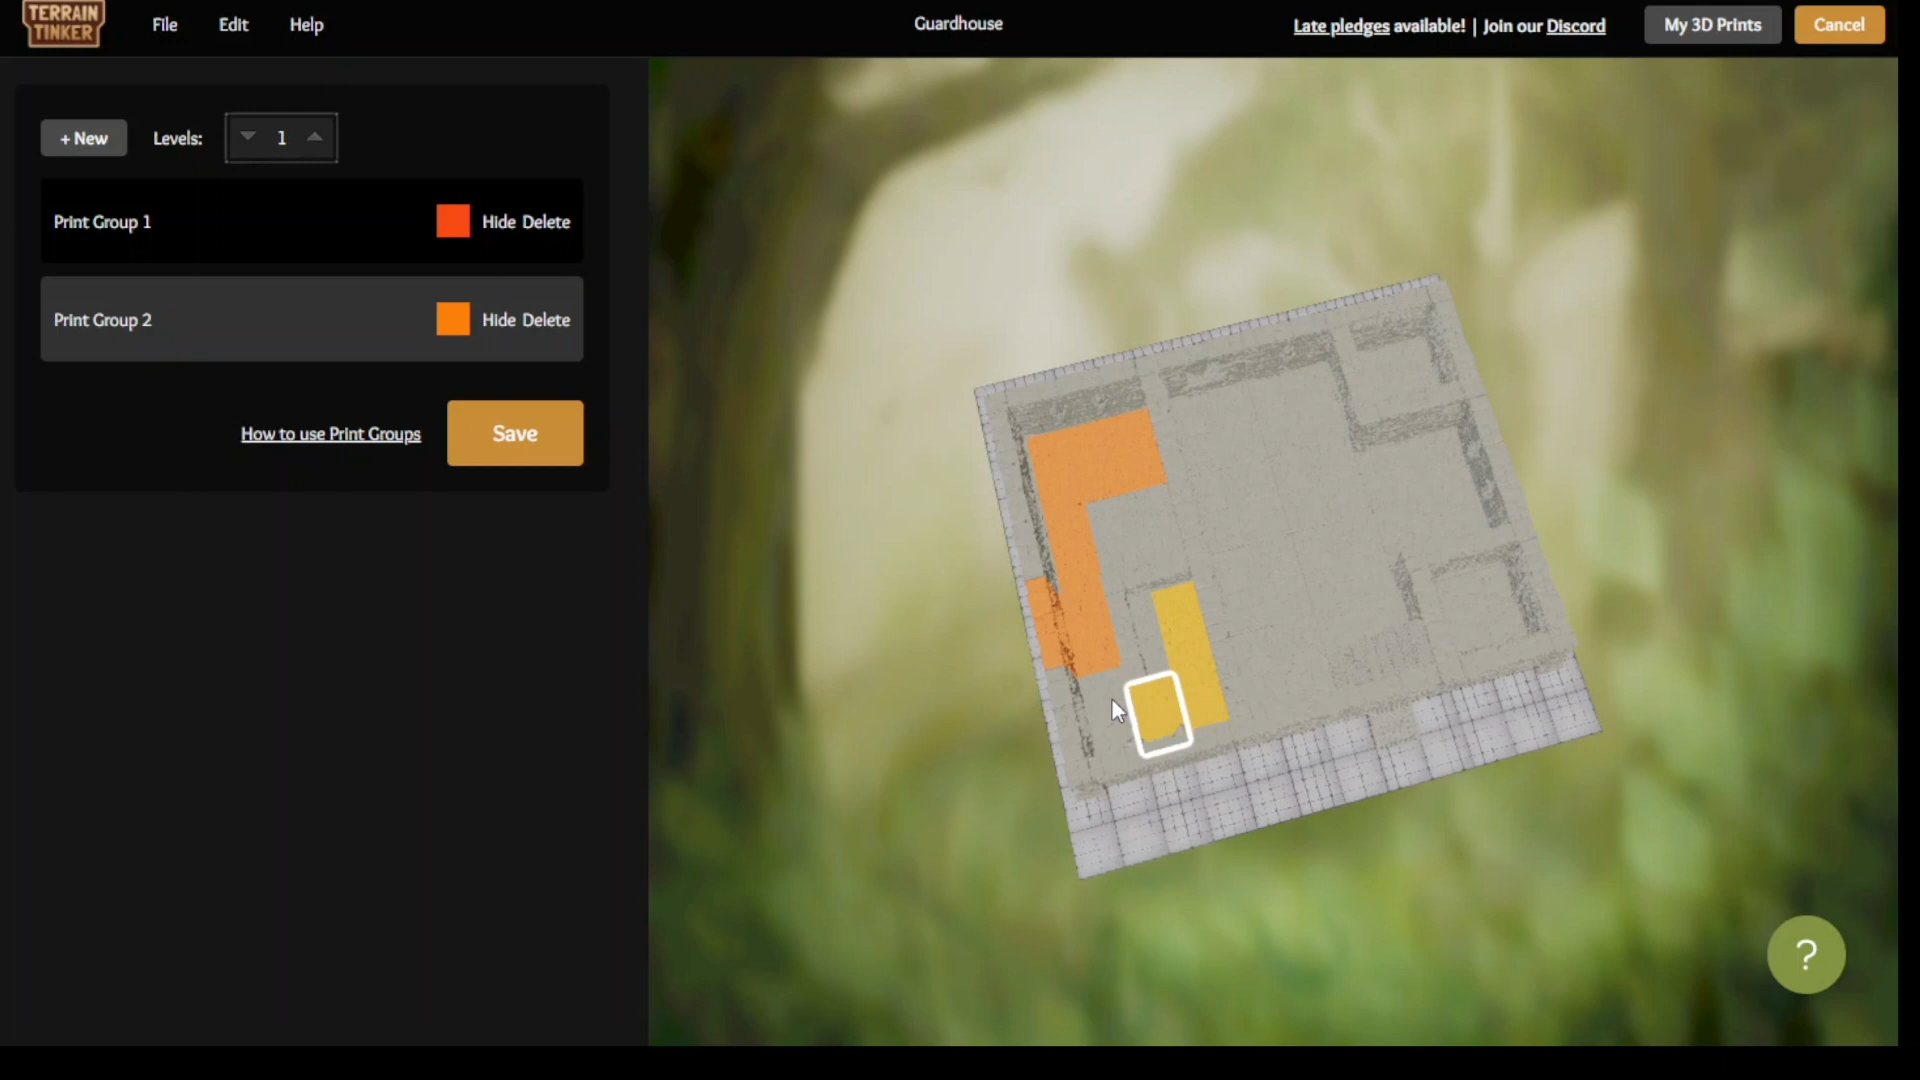 TERRAIN
TINKER
File
Edit
Help
Guardhouse
Late pledges available! | Join our Discord
My 3D Prints
Cancel
+ New
Levels:
1
Print Group 1
Hide Delete
Print Group 2
Hide Delete
How to use Print Groups
Save
?